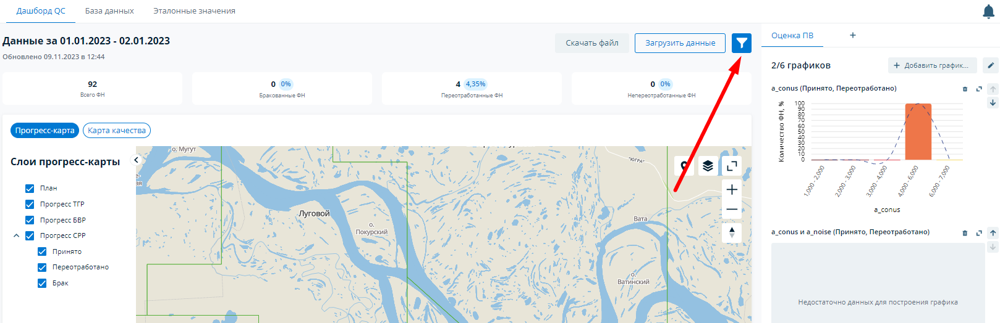 Дашборд QC
База данных
Эталонные значения
Данные за 01.01.2023 - 02.01.2023
Обновлено 09.11.2023 в 12:44
Скачать файл
Загрузить данные
92
Всего ФН
0 0%
Бракованные ФН
4 4,35%
Переотработанные ФН
0 0%
Непереотработанные ФН
Прогресс-карта
Карта качества
Слои прогресс-карты
План
Прогресс ТГР
Прогресс БВР
Прогресс СРР
Принято
Переотработано
Брак
о. Мугут
"ЮГРА"
Луговой
о.
Покурский
Вата
о.
Ватинский
Оценка ПВ
+
2/6 графиков
+ Добавить график...
a_conus (Принято, Переотработано)
Количество ФН, %
100
90
80
70
60
50
40
30
20
10
0
1,000 - 2,000
2,000 - 3,000
3,000 - 4,000
4,000 - 6,000
6,000 - 7,000
a_conus
a_conus и a_noise (Принято, Переотработано)
Недостаточно данных для построения графика